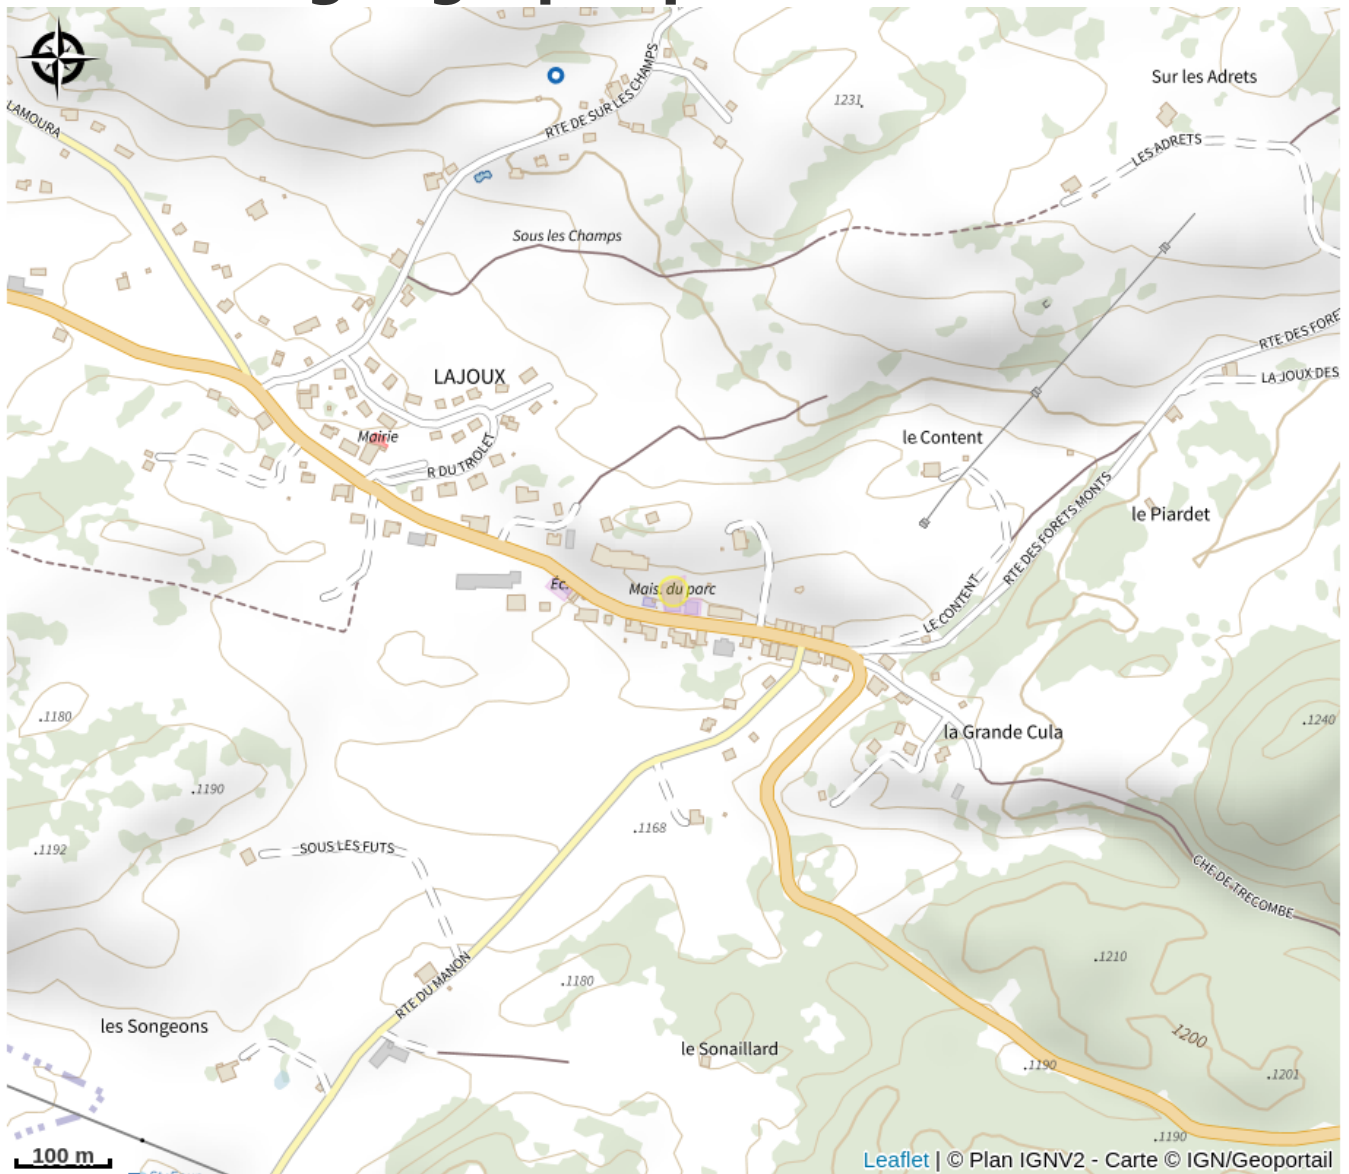 Sur les Adrets
1231
LAMOURA
RTE DE SUR LES CHAMPS
LES ADRETS
Sous les Champs
RTE DES FORE
LAJOUX
LA JOUX DES
Mairie
le Content
R DU TRIOLET
RTE DES FORETS MONTS
le Piardet
Éc.
Mais. du parc
LE CONTENT
.1180
la Grande Cula
.1240
.1190
.1168
.1192
SOUS LES FUTS
CHE DE TRECOMBE
.1210
RTE DU MANON
.1180
les Songeons
1200
le Sonaillard
.1190
.1201
.1190
100 m
Leaflet | © Plan IGNV2 - Carte © IGN/Geoportail